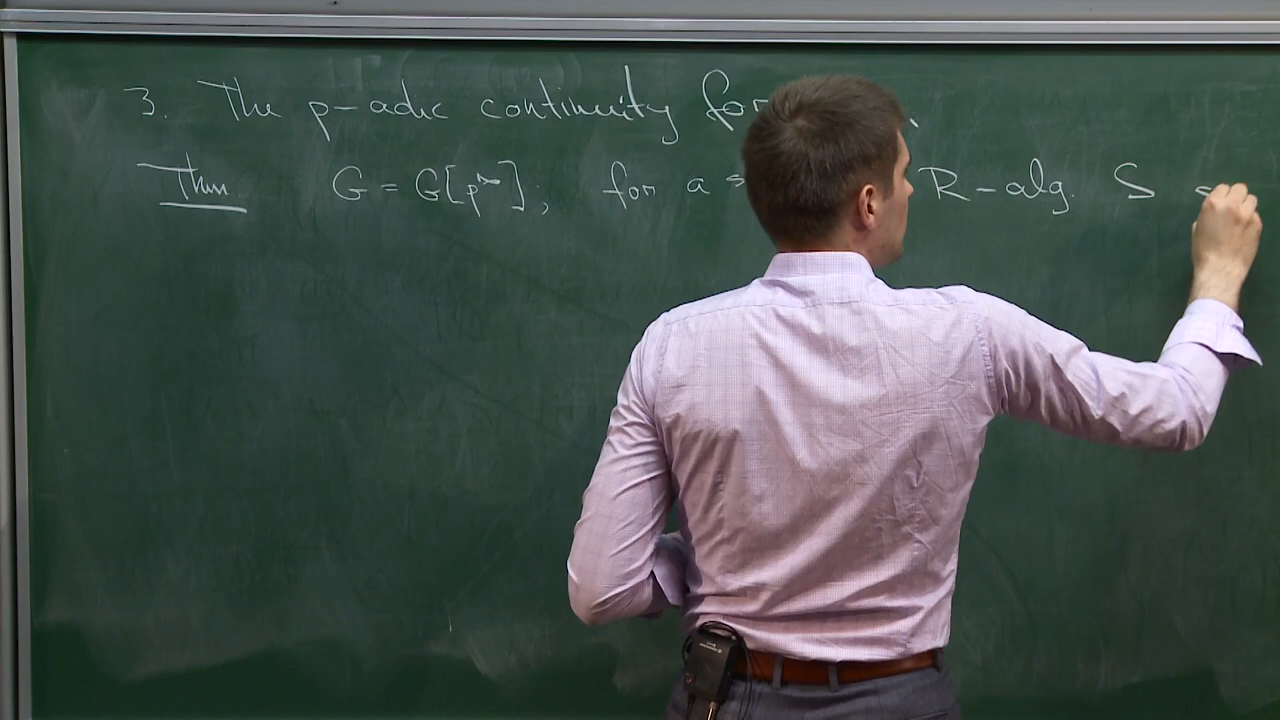 3. The p-adic continuity for
Thm. G = G[p^∞]; for a R-alg. S